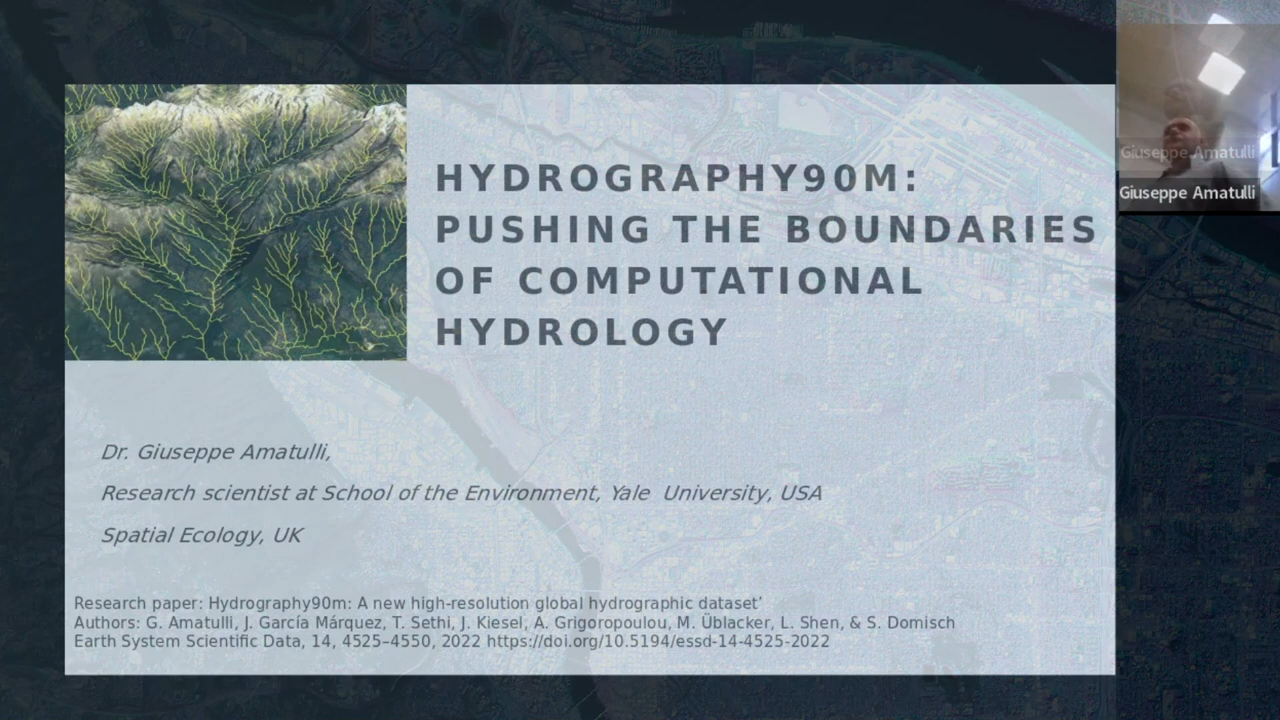 HYDROGRAPHY90M:
PUSHING THE BOUNDARIES
OF COMPUTATIONAL
HYDROLOGY
Dr. Giuseppe Amatulli,
Research scientist at School of the Environment, Yale University, USA
Spatial Ecology, UK
Research paper: Hydrography90m: A new high-resolution global hydrographic dataset’
Authors: G. Amatulli, J. García Márquez, T. Sethi, J. Kiesel, A. Grigoropoulou, M. Üblacker, L. Shen, & S. Domisch
Earth System Scientific Data, 14, 4525–4550, 2022 https://doi.org/10.5194/essd-14-4525-2022
Giuseppe Amatulli
Giuseppe Amatulli